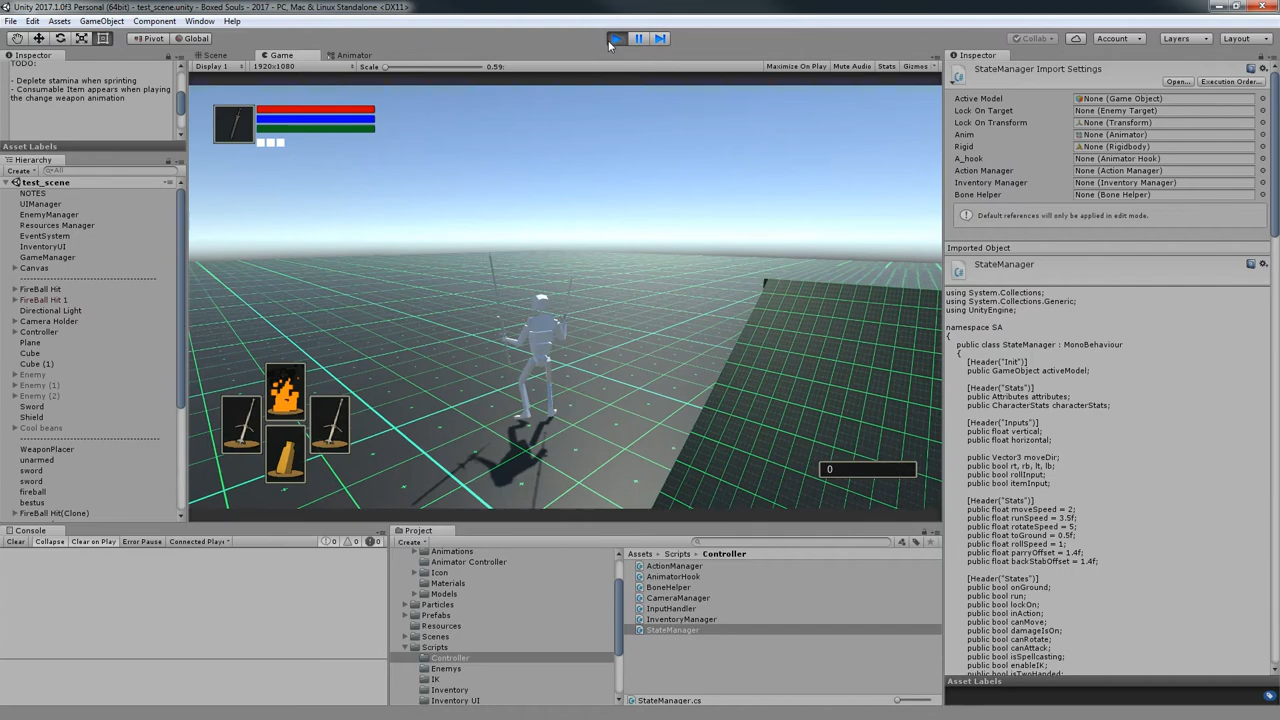 Unity 2017.1.0f3 Personal (64bit) - test_scene.unity - Boxed Souls - 2017 - PC, Mac & Linux Standalone <DX11>
File Edit Assets GameObject Component Window Help
Pivot Global Collab Account Layers Layout
Inspector
TODO:
- Deplete stamina when sprinting
- Consumable Item appears when playing
the change weapon animation
Asset Labels
Hierarchy
Create All
test_scene
NOTES
UIManager
EnemyManager
Resources Manager
EventSystem
InventoryUI
GameManager
Canvas
FireBall Hit
FireBall Hit 1
Directional Light
Camera Holder
Controller
Plane
Cube
Cube (1)
Enemy
Enemy (1)
Enemy (2)
Sword
Shield
Cool beans
WeaponPlacer
unarmed
sword
sword
fireball
bestus
FireBall Hit(Clone)
Scene Game Animator
Display 1 1920x1080 Scale 0.59: Maximize On Play Mute Audio Stats Gizmos
0
Console
Clear Collapse Clear on Play Error Pause Connected Player 0 0 0
Project
Create
Animations
Animator Controller
Icon
Materials
Models
Particles
Prefabs
Resources
Scenes
Scripts
Controller
Enemys
IK
Inventory
Inventory UI
Assets Scripts Controller
ActionManager
AnimatorHook
BoneHelper
CameraManager
InputHandler
InventoryManager
StateManager
StateManager.cs
Inspector
StateManager Import Settings
Open... Execution Order...
Active Model None (Game Object)
Lock On Target None (Enemy Target)
Lock On Transform None (Transform)
Anim None (Animator)
Rigid None (Rigidbody)
A_hook None (Animator Hook)
Action Manager None (Action Manager)
Inventory Manager None (Inventory Manager)
Bone Helper None (Bone Helper)
Default references will only be applied in edit mode.
Imported Object
StateManager
using System.Collections;
using System.Collections.Generic;
using UnityEngine;
namespace SA
{
public class StateManager : MonoBehaviour
{
[Header("Init")]
public GameObject activeModel;
[Header("Stats")]
public Attributes attributes;
public CharacterStats characterStats;
[Header("Inputs")]
public float vertical;
public float horizontal;
public Vector3 moveDir;
public bool rt, rb, lt, lb;
public bool rollInput;
public bool itemInput;
[Header("Stats")]
public float moveSpeed = 2;
public float runSpeed = 3.5f;
public float rotateSpeed = 5;
public float toGround = 0.5f;
public float rollSpeed = 1;
public float parryOffset = 1.4f;
public float backStabOffset = 1.4f;
[Header("States")]
public bool onGround;
public bool run;
public bool lockOn;
public bool inAction;
public bool canMove;
public bool damageIsOn;
public bool canRotate;
public bool canAttack;
public bool isSpellcasting;
public bool enableIK;
public bool isTwoHanded;
Asset Labels